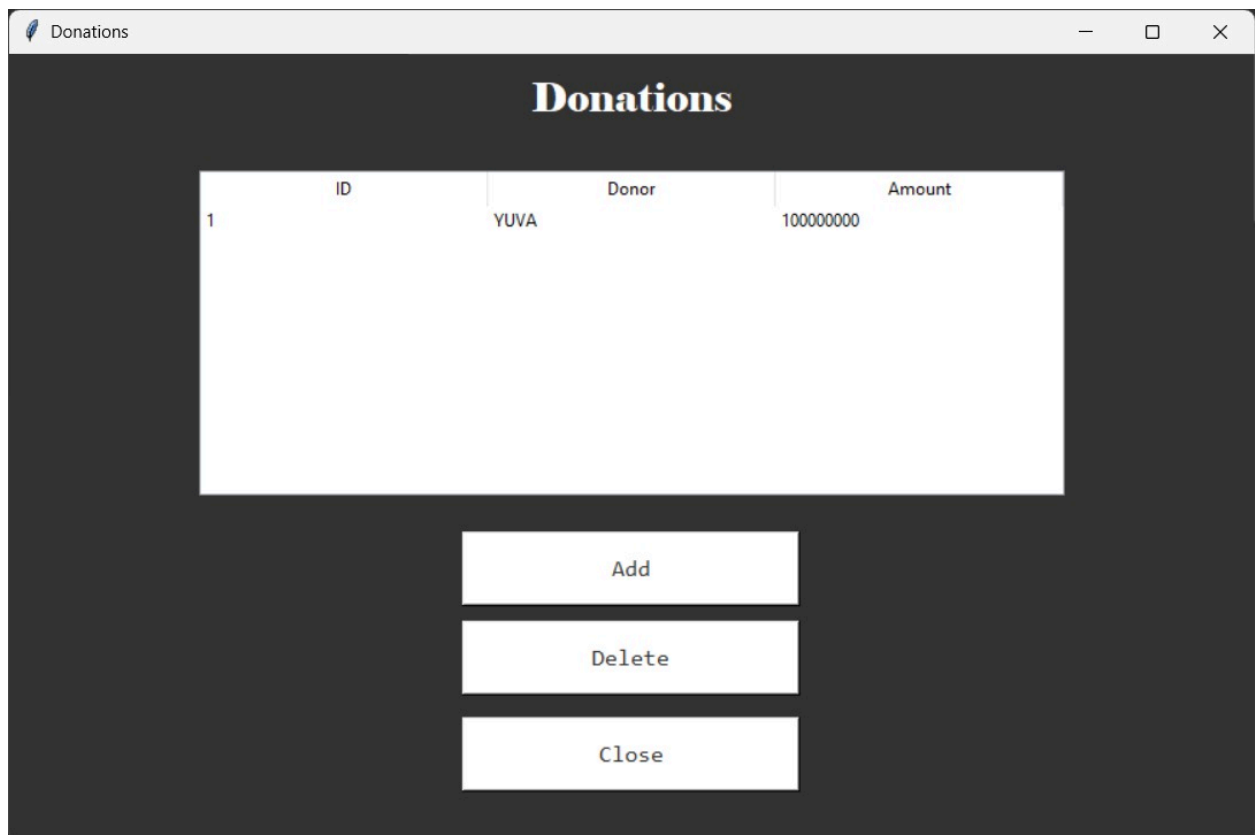 Donations
Donations
ID Donor Amount
1 YUVA 100000000
Add
Delete
Close